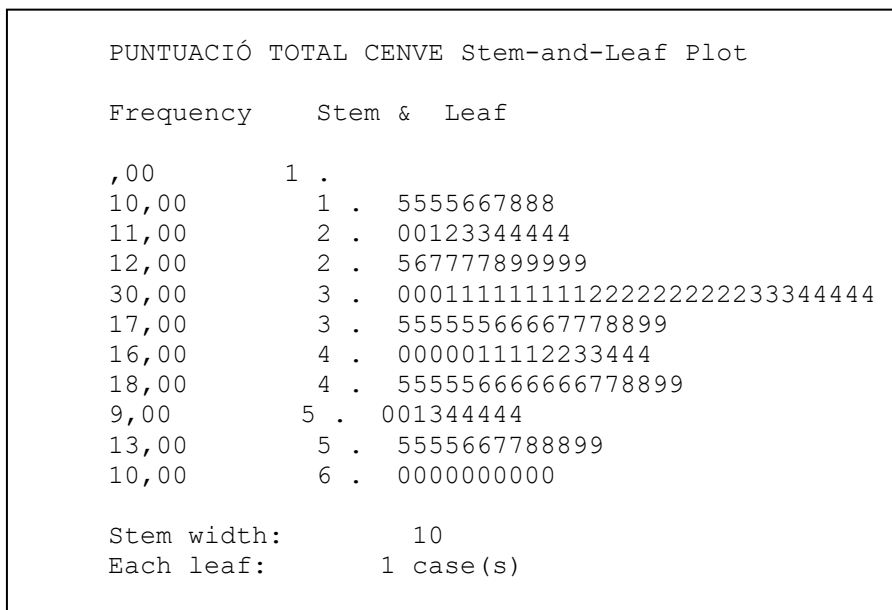 PUNTUACIÓ TOTAL CENVE Stem-and-Leaf Plot
Frequency Stem & Leaf
,00 1 .
10,00 1 . 5555667888
11,00 2 . 00123344444
12,00 2 . 567777899999
30,00 3 . 000111111111222222222233344444
17,00 3 . 55555566667778899
16,00 4 . 0000011112233444
18,00 4 . 555556666666778899
9,00 5 . 001344444
13,00 5 . 5555667788899
10,00 6 . 0000000000
Stem width: 10
Each leaf: 1 case(s)